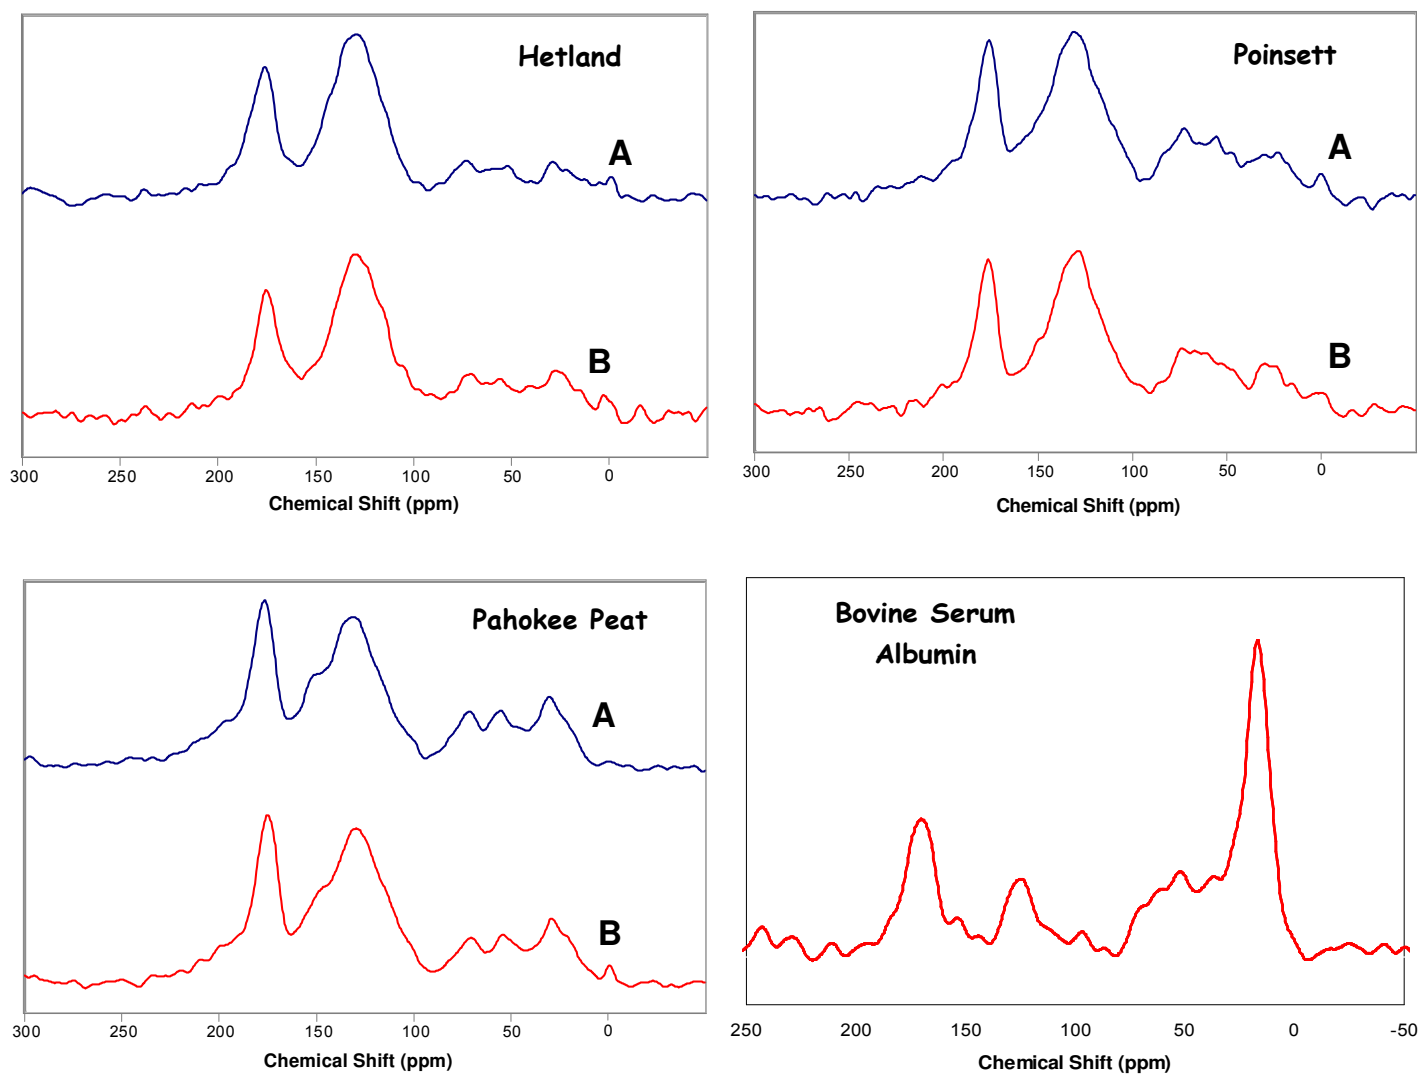 Hetland
A
B
300 250 200 150 100 50 0
Chemical Shift (ppm)
Poinsett
A
B
300 250 200 150 100 50 0
Chemical Shift (ppm)
Pahokee Peat
A
B
300 250 200 150 100 50 0
Chemical Shift (ppm)
Bovine Serum
Albumin
250 200 150 100 50 0 -50
Chemical Shift (ppm)